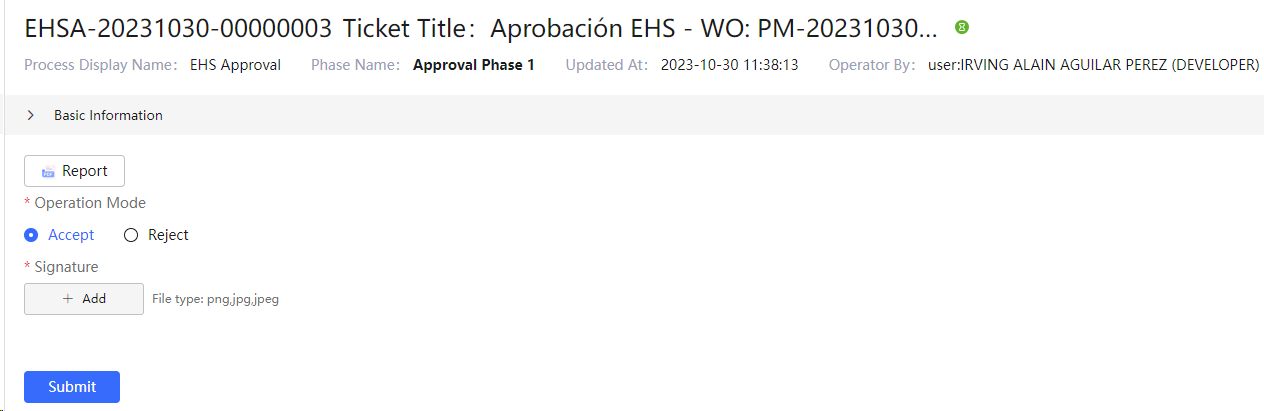 EHSA-20231030-00000003 Ticket Title: Aprobación EHS - WO: PM-20231030...
Process Display Name: EHS Approval Phase Name: Approval Phase 1 Updated At: 2023-10-30 11:38:13 Operator By: user:IRVING ALAIN AGUILAR PEREZ (DEVELOPER)
Basic Information
Report
* Operation Mode
Accept Reject
* Signature
+ Add File type: png,jpg,jpeg
Submit